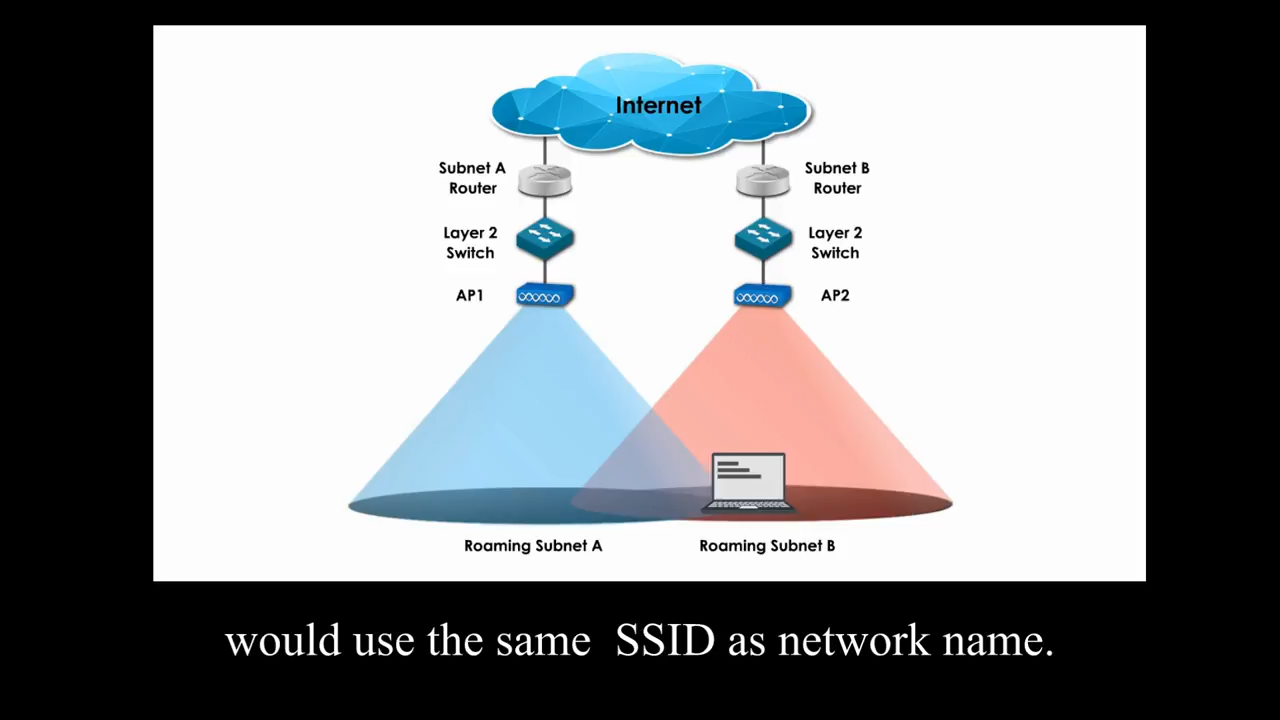 Internet
Subnet A
Router
Subnet B
Router
Layer 2
Switch
Layer 2
Switch
AP1
AP2
Roaming Subnet A
Roaming Subnet B
would use the same  SSID as network name.